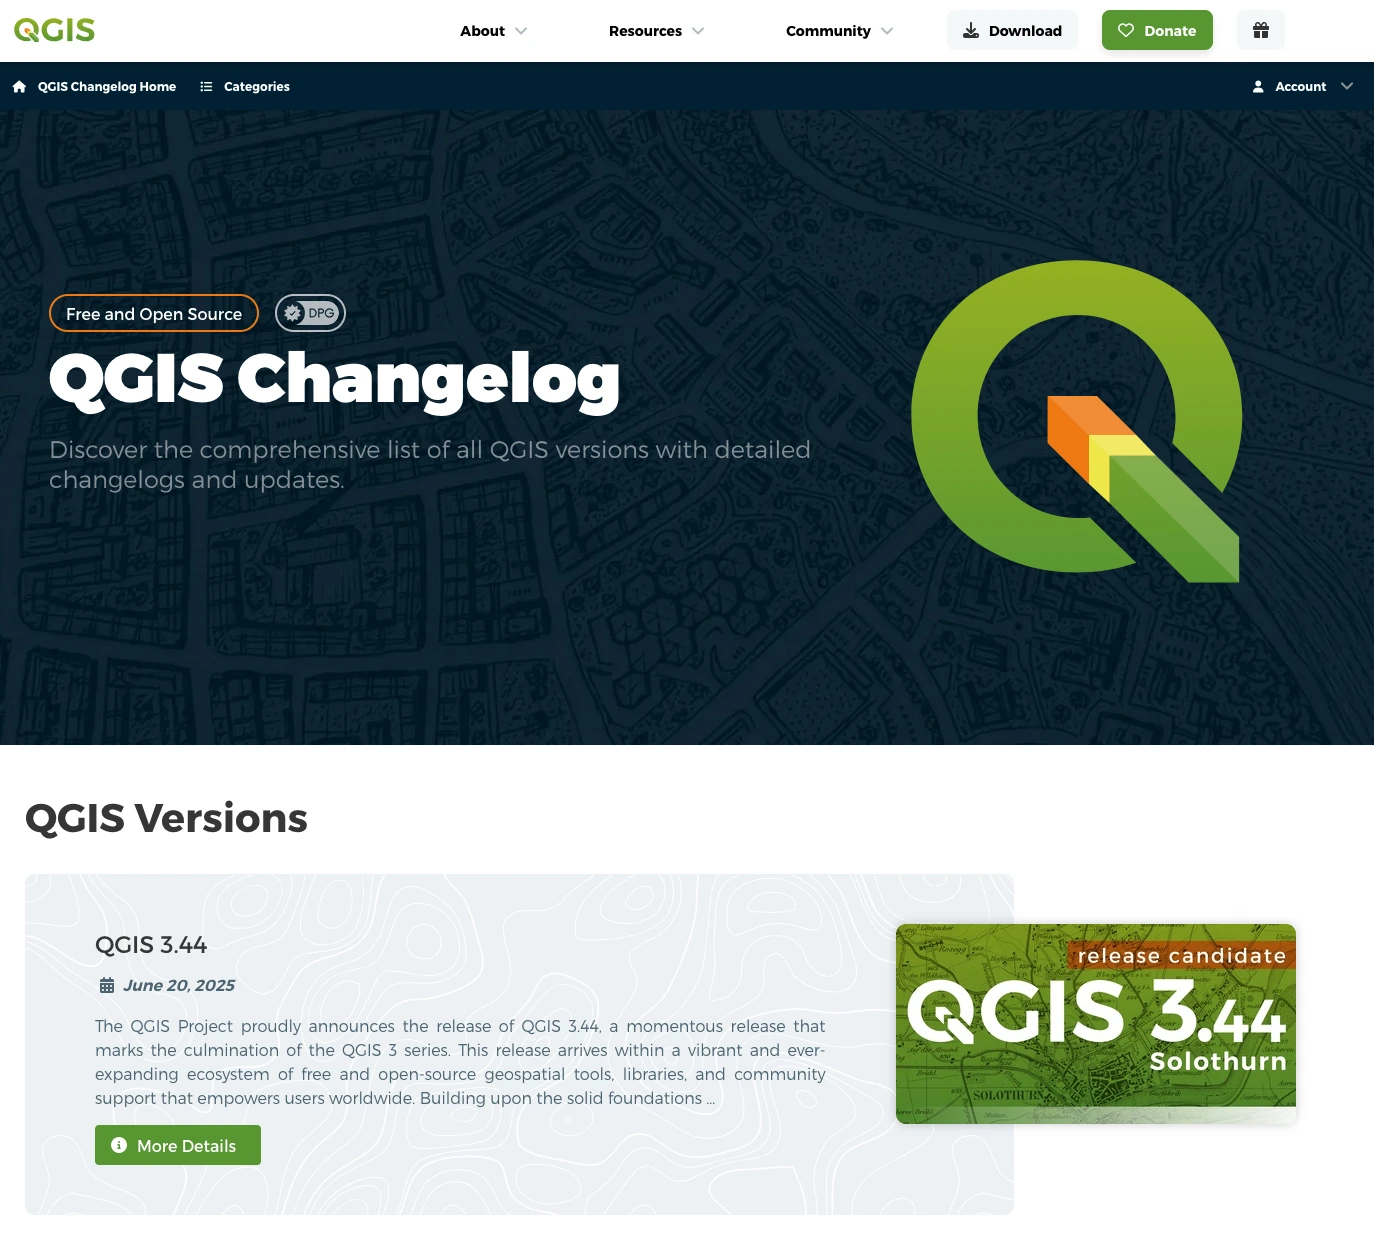 QGIS
About
Resources
Community
Download
Donate
QGIS Changelog Home
Categories
Account
Free and Open Source
DPG
QGIS Changelog
Discover the comprehensive list of all QGIS versions with detailed
changelogs and updates.
QGIS Versions
QGIS 3.44
June 20, 2025
The QGIS Project proudly announces the release of QGIS 3.44, a momentous release that
marks the culmination of the QGIS 3 series. This release arrives within a vibrant and ever-
expanding ecosystem of free and open-source geospatial tools, libraries, and community
support that empowers users worldwide. Building upon the solid foundations ...
More Details
release candidate
QGIS 3.44
Solothurn
SOLOTHURN